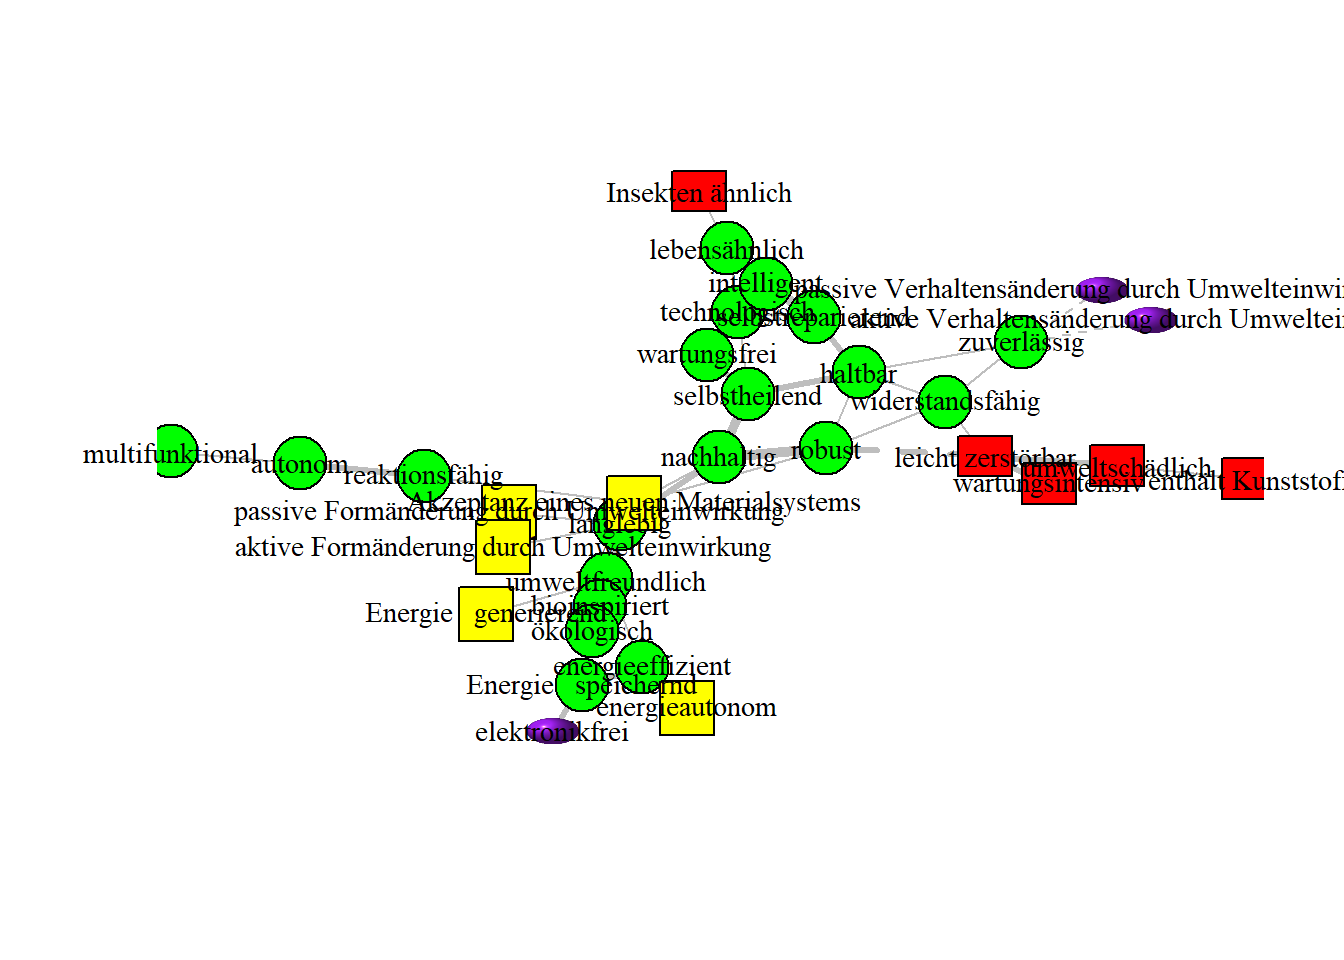 Insekten ähnlich
lebensähnlich
intelligent
passive Verhaltensänderung durch Umwelteinwi
technologisch
selbstreparierend
aktive Verhaltensänderung durch Umweltein
zuverlässig
wartungsfrei
haltbar
selbstheilend
widerstandsfähig
multifunktional
autonom
nachhaltig
robust
leicht zerstörbar
reaktionsfähig
umweltschädlich
wartungsintensiv
enthält Kunststoff
Akzeptanz eines neuen Materialsystems
passive Formänderung durch Umwelteinwirkung
langlebig
aktive Formänderung durch Umwelteinwirkung
umweltfreundlich
bioinspiriert
Energie generierend
ökologisch
energieeffizient
Energie speichernd
energieautonom
elektronikfrei